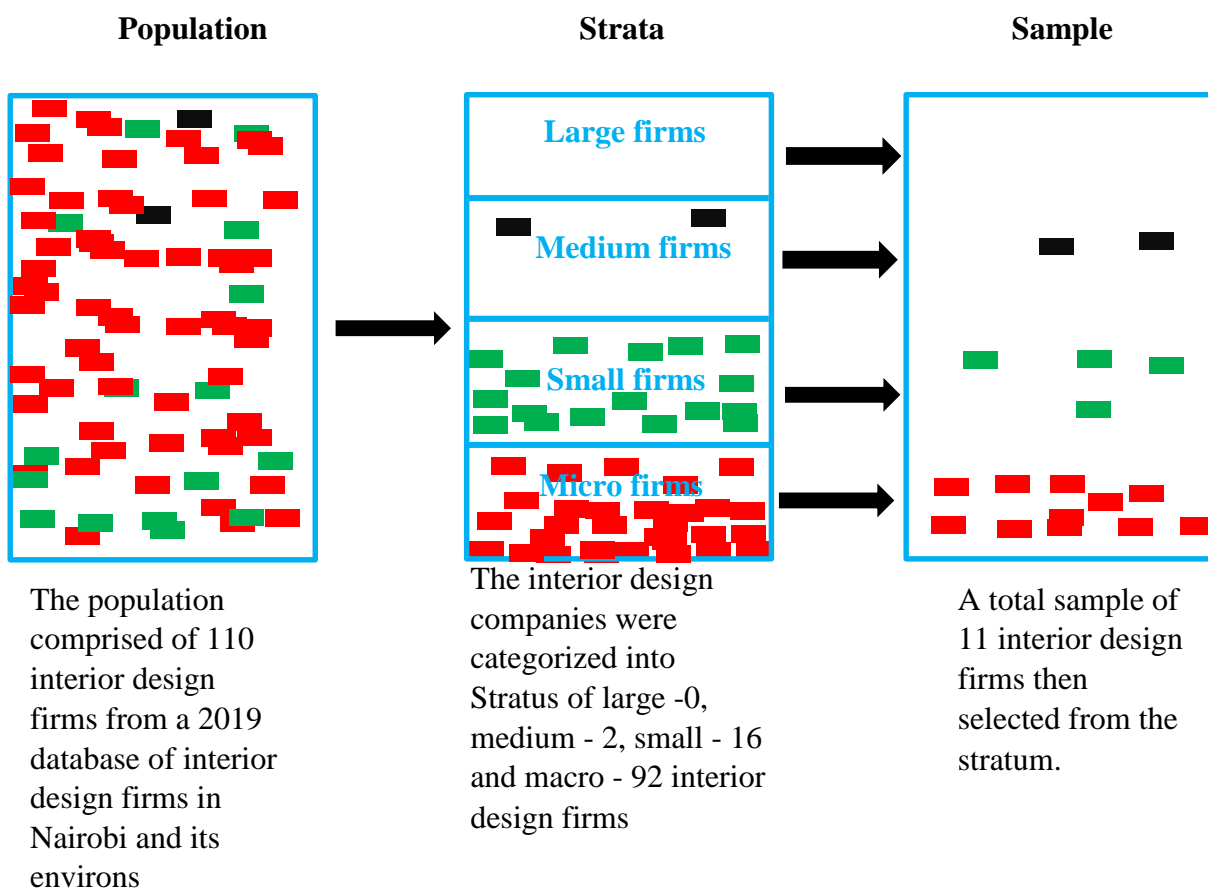 Population
Strata
Sample
Large firms
Medium firms
Small firms
Micro firms
The population
comprised of 110
interior design
firms from a 2019
database of interior
design firms in
Nairobi and its
environs
The interior design
companies were
categorized into
Stratus of large -0,
medium - 2, small - 16
and macro - 92 interior
design firms
A total sample of
11 interior design
firms then
selected from the
stratum.